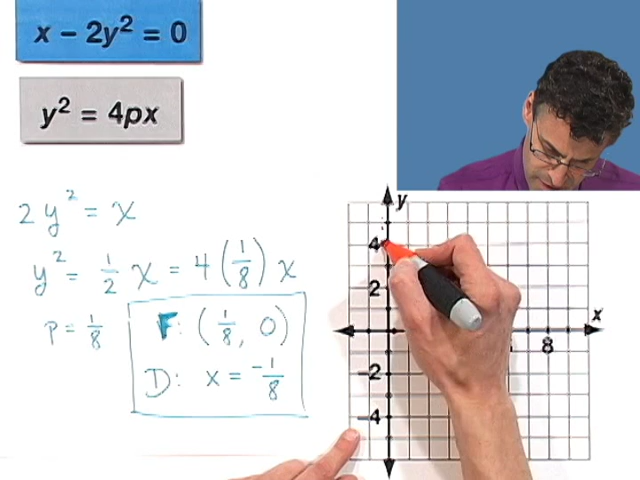 x − 2y² = 0
y² = 4px
2y² = x
y² = 1/2 x = 4(1/8)x
P = 1/8
F: (1/8, 0)
D: x = -1/8
y
4
2
x
8
-2
-4